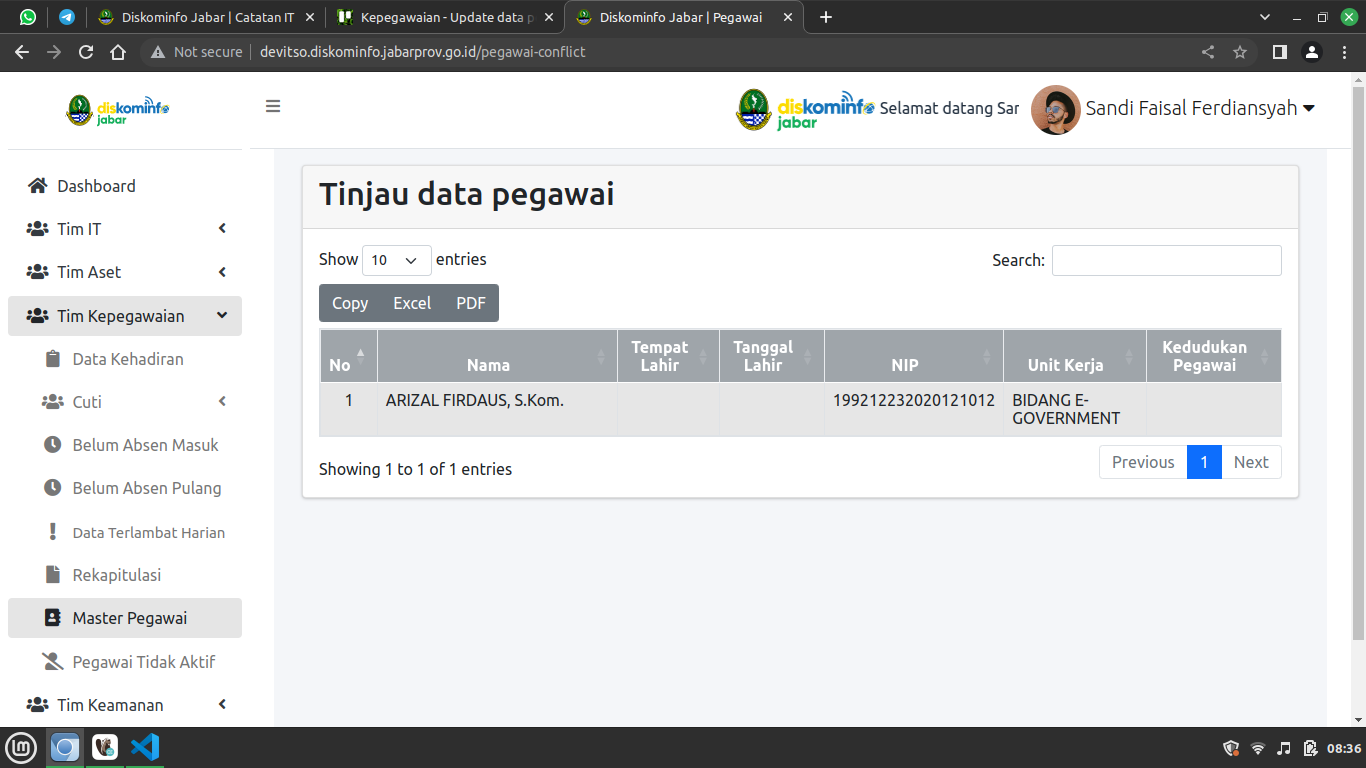 Diskominfo Jabar | Catatan IT
Kepegawaian - Update data p
Diskominfo Jabar | Pegawai
Not secure
devitso.diskominfo.jabarprov.go.id/pegawai-conflict
diskominfo
jabar
diskominfo
jabar
Selamat datang Sar
Sandi Faisal Ferdiansyah
Dashboard
Tim IT
Tim Aset
Tim Kepegawaian
Data Kehadiran
Cuti
Belum Absen Masuk
Belum Absen Pulang
Data Terlambat Harian
Rekapitulasi
Master Pegawai
Pegawai Tidak Aktif
Tim Keamanan
Tinjau data pegawai
Show 10 entries
Search:
Copy Excel PDF
No
Nama
Tempat
Lahir
Tanggal
Lahir
NIP
Unit Kerja
Kedudukan
Pegawai
1
ARIZAL FIRDAUS, S.Kom.
199212232020121012
BIDANG E-
GOVERNMENT
Showing 1 to 1 of 1 entries
Previous 1 Next
08:36